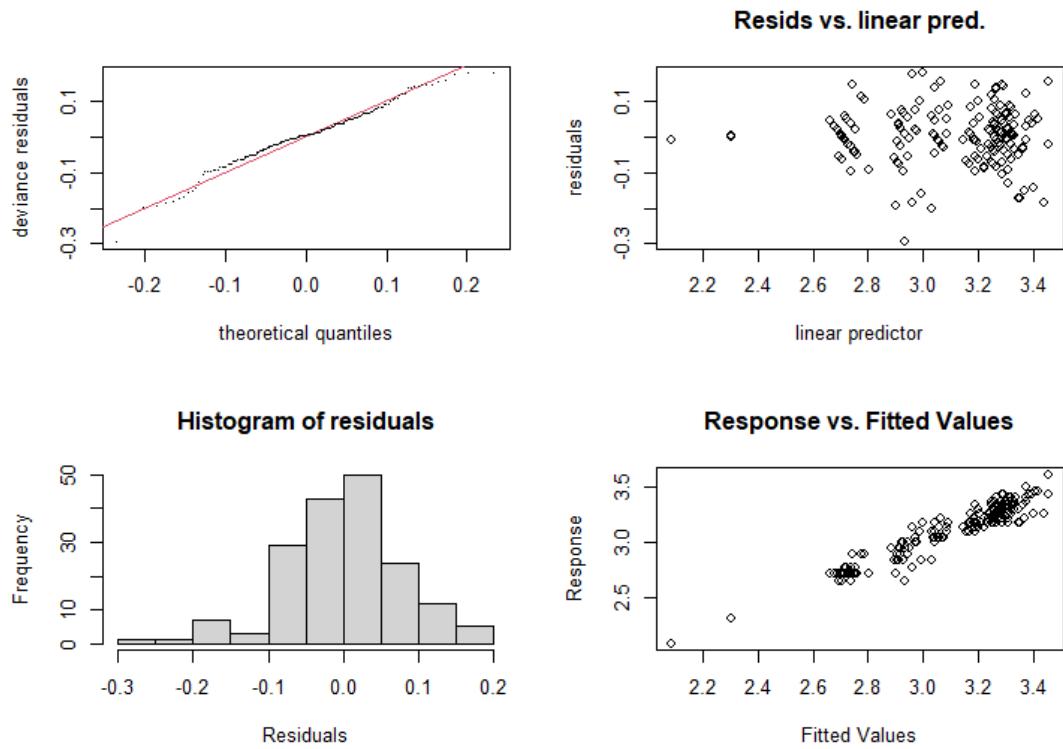 deviance residuals
0.1
-0.1
-0.3
-0.2 -0.1 0.0 0.1 0.2
theoretical quantiles
Resids vs. linear pred.
residuals
0.1
-0.1
-0.3
2.2 2.4 2.6 2.8 3.0 3.2 3.4
linear predictor
Histogram of residuals
Frequency
50
30
10
0
-0.3 -0.2 -0.1 0.0 0.1 0.2
Residuals
Response vs. Fitted Values
Response
3.5
3.0
2.5
2.2 2.4 2.6 2.8 3.0 3.2 3.4
Fitted Values